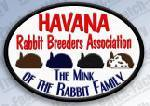 HAVANA
Rabbit Breeders Association
The Mink
of the Rabbit Family